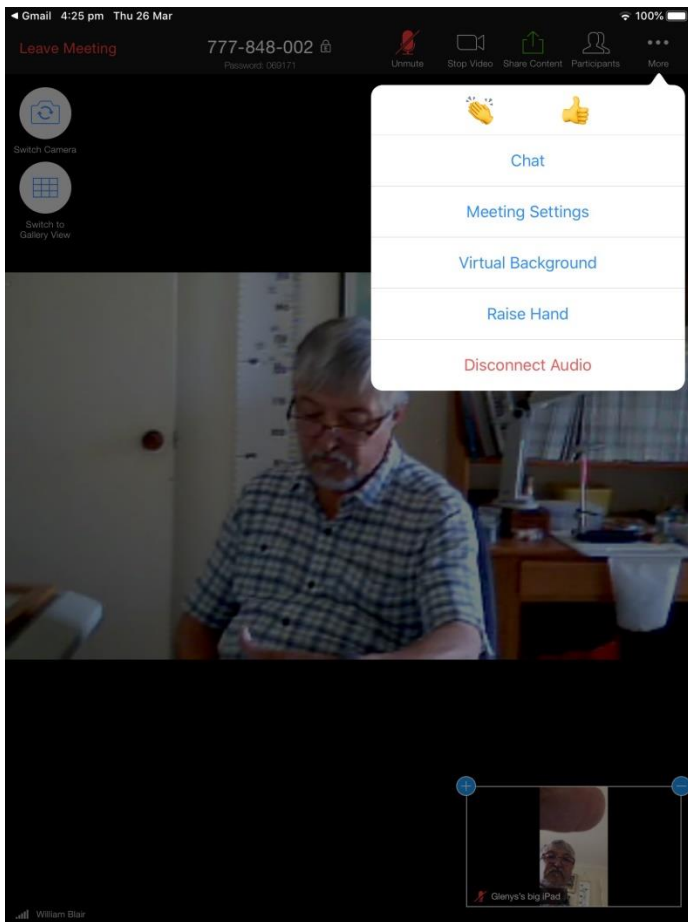 Gmail 4:25 pm Thu 26 Mar 100%
Leave Meeting 777-848-002
Password: 069171
Unmute Stop Video Share Content Participants More
Switch Camera
Switch to
Gallery View
Chat
Meeting Settings
Virtual Background
Raise Hand
Disconnect Audio
Glenys's big iPad
William Blair